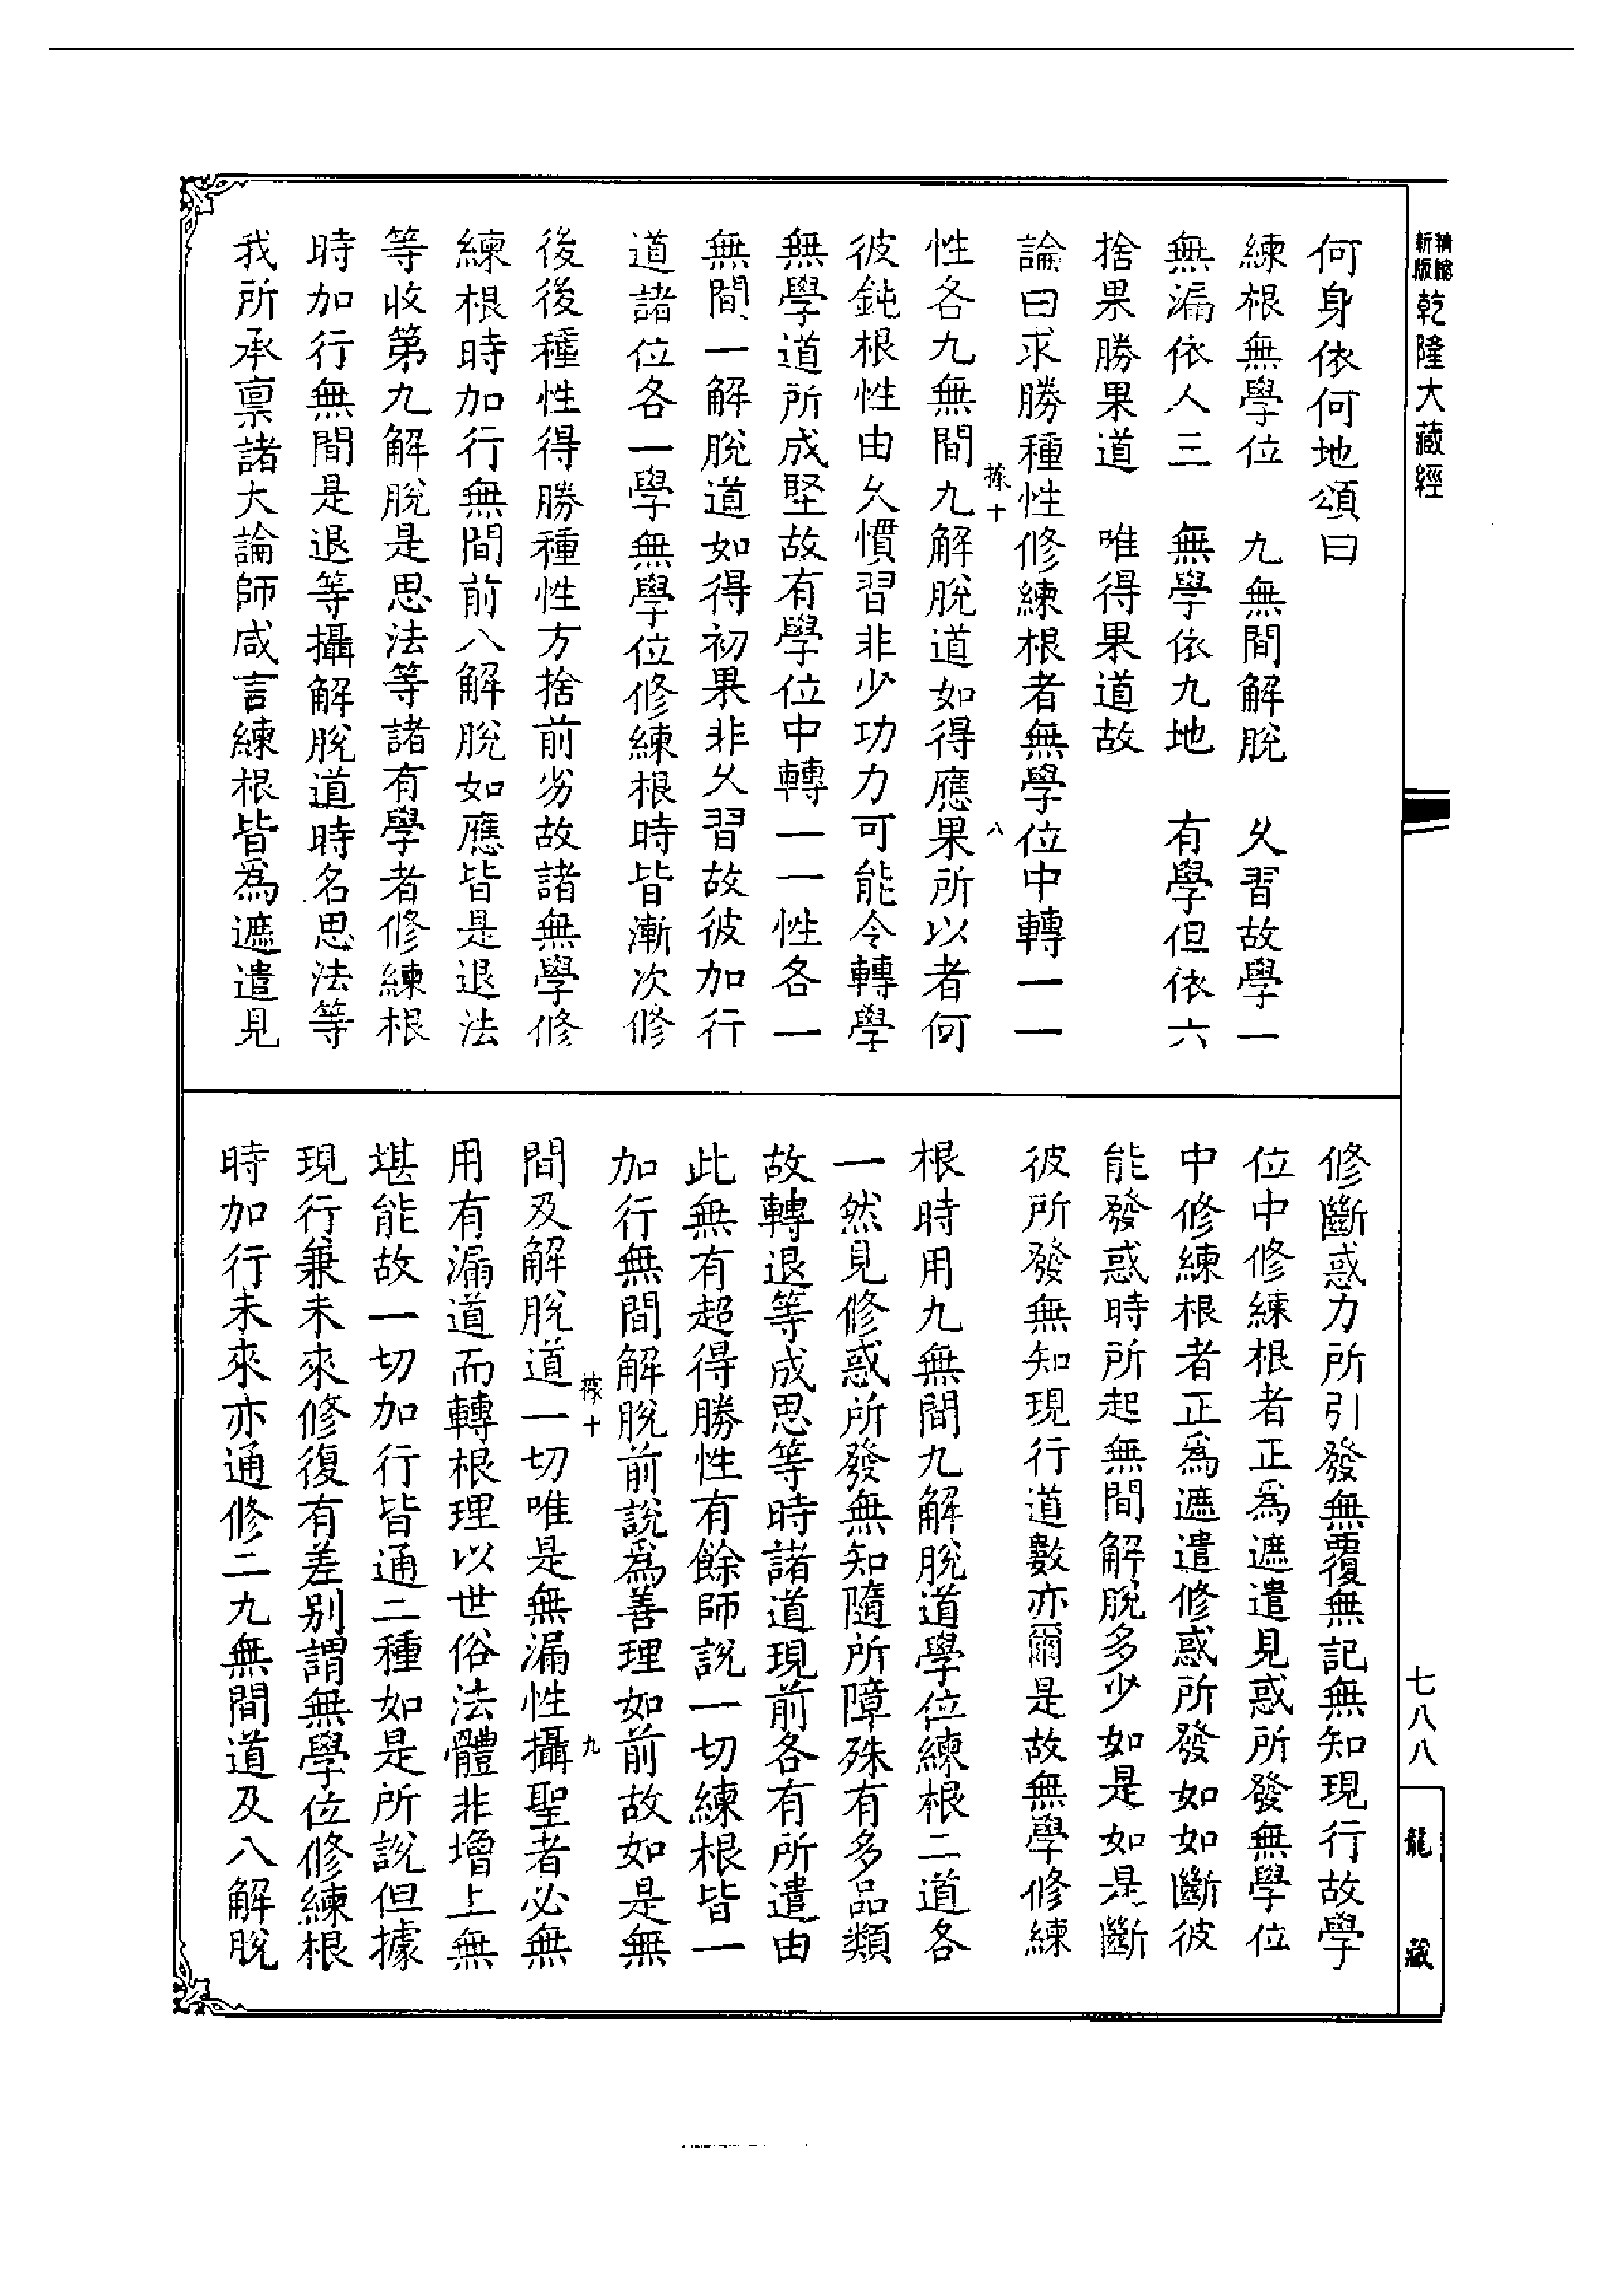 新版
精縮
乾隆大藏經
何身依何地頌曰
練根無學位　九無間解脫　久習故學一
無漏依人三　無學依九地　有學但依六
捨果勝果道　唯得果道故
論曰求勝種性修練根者無學位中轉一一
據十　八
性各九無間九解脫道如得應果所以者何
彼鈍根性由久慣習非少功力可能令轉學
無學道所成堅故有學位中轉一一性各一
無間一解脫道如得初果非久習故彼加行
道諸位各一學無學位修練根時皆漸次修
後後種性得勝種性方捨前劣故諸無學修
練根時加行無間前八解脫如應皆是退法
等收第九解脫是思法等諸有學者修練根
時加行無間是退等攝解脫道時名思法等
我所承稟諸大論師咸言練根皆為遮遣見
七八八
龍藏
修斷惑力所引發無覆無記無知現行故學
位中修練根者正為遮遣見惑所發無學位
中修練根者正為遮遣修惑所發如如斷彼
能發惑時所起無間解脫多少如是如是斷
彼所發無知現行道數亦爾是故無學修練
根時用九無間九解脫道學位練根二道各
一然見修惑所發無知隨所障殊有多品類
故轉退等成思等時諸道現前各有所遣由
此無有超得勝性有餘師說一切練根皆一
加行無間解脫前說為善理如前故如是無
據十　九
間及解脫道一切唯是無漏性攝聖者必無
用有漏道而轉根理以世俗法體非增上無
堪能故一切加行皆通二種如是所說但據
現行兼未來修復有差別謂無學位修練根
時加行未來亦通修二九無間道及八解脫